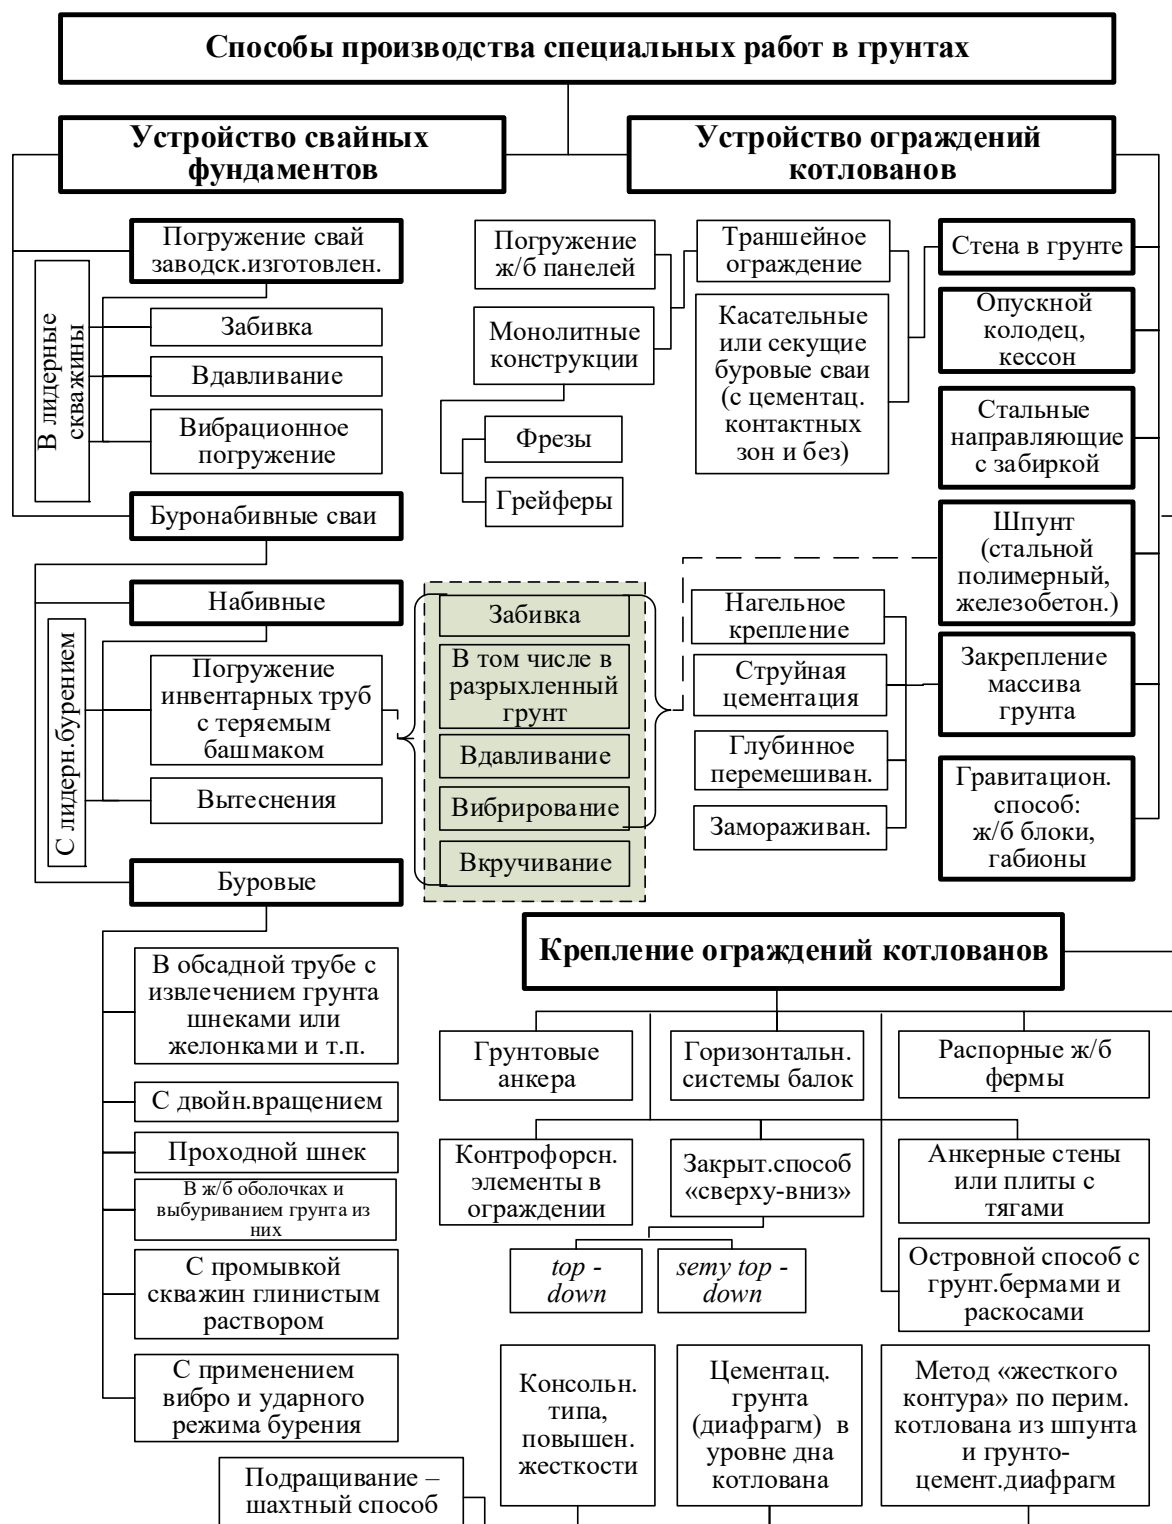 Способы производства специальных работ в грунтах
Устройство свайных
фундаментов
Устройство ограждений
котлованов
Погружение свай
заводск.изготовлен.
В лидерные
скважины
Забивка
Вдавливание
Вибрационное
погружение
Буронабивные сваи
Погружение
ж/б панелей
Монолитные
конструкции
Фрезы
Грейферы
Траншейное
ограждение
Касательные
или секущие
буровые сваи
(с цементац.
контактных
зон и без)
Стена в грунте
Опускной
колодец,
кессон
Стальные
направляющие
с забиркой
Шпунт
(стальной
полимерный,
железобетон.)
Закрепление
массива
грунта
Гравитацион.
способ:
ж/б блоки,
габионы
Набивные
С лидерн.бурением
Погружение
инвентарных труб
с теряемым
башмаком
Вытеснения
Забивка
В том числе в
разрыхленный
грунт
Вдавливание
Вибрирование
Вкручивание
Нагельное
крепление
Струйная
цементация
Глубинное
перемешиван.
Замораживан.
Буровые
В обсадной трубе с
извлечением грунта
шнеками или
желонками и т.п.
С двойн.вращением
Проходной шнек
В ж/б оболочках и
выбуриванием грунта из
них
С промывкой
скважин глинистым
раствором
С применением
вибро и ударного
режима бурения
Крепление ограждений котлованов
Грунтовые
анкера
Горизонтальн.
системы балок
Распорные ж/б
фермы
Контрофорсн.
элементы в
ограждении
Закрыт.способ
«сверху-вниз»
Анкерные стены
или плиты с
тягами
top -
down
semy top -
down
Островной способ с
грунт.бермами и
раскосами
Консольн.
типа,
повышен.
жесткости
Цементац.
грунта
(диафрагм) в
уровне дна
котлована
Метод «жесткого
контура» по перим.
котлована из шпунта
и грунто-
цемент.диафрагм
Подращивание –
шахтный способ